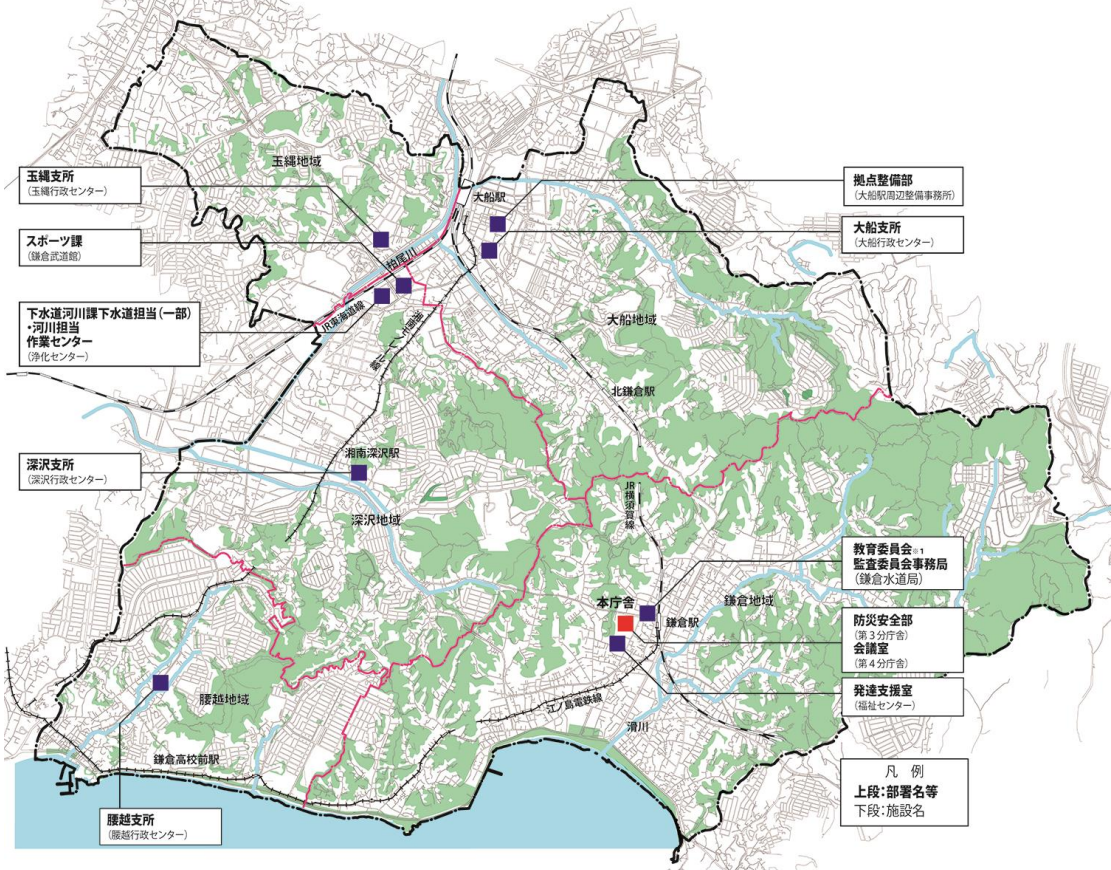 玉縄地域
玉縄支所
(玉縄行政センター)
大船駅
拠点整備部
(大船駅周辺整備事務所)
スポーツ課
(鎌倉武道館)
大船支所
(大船行政センター)
柏尾川
下水道河川課下水道担当(一部)
・河川担当
作業センター
(浄化センター)
JR東海道線
湘南モノレール線
大船地域
北鎌倉駅
深沢支所
(深沢行政センター)
湘南深沢駅
深沢地域
JR横須賀線
教育委員会※1
監査委員会事務局
(鎌倉水道局)
本庁舎
鎌倉駅
鎌倉地域
防災安全部
(第3分庁舎)
会議室
(第4分庁舎)
発達支援室
(福祉センター)
腰越地域
江ノ島電鉄線
滑川
鎌倉高校前駅
腰越支所
(腰越行政センター)
凡 例
上段:部署名等
下段:施設名